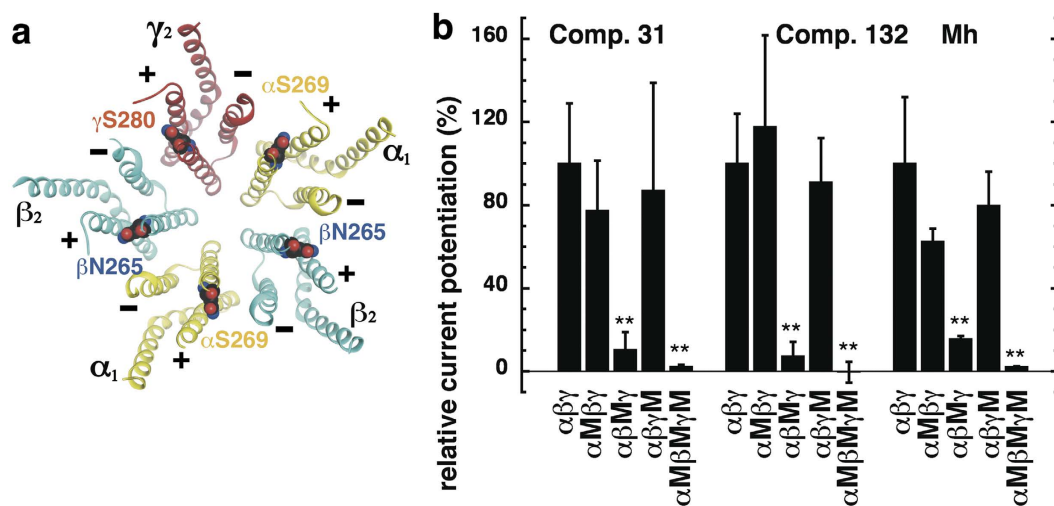 a
γ2
+
−
αS269
+
γS280
α1
−
−
β2
βN265
+
+
βN265
−
−
β2
αS269
α1
+
b
Comp. 31 Comp. 132 Mh
relative current potentiation (%)
160
120
80
40
0
** ** ** ** ** **
αβγ
αMβγ
αβMγ
αβγM
αMβMγM
αβγ
αMβγ
αβMγ
αβγM
αMβMγM
αβγ
αMβγ
αβMγ
αβγM
αMβMγM